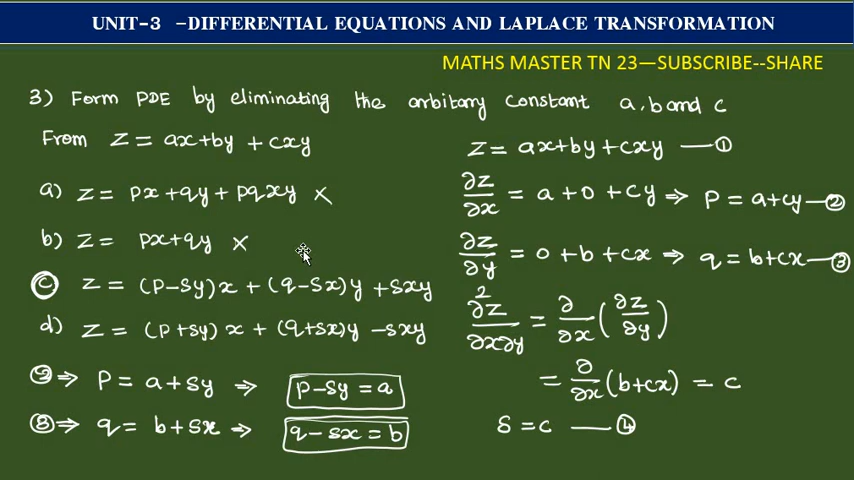 UNIT-3 -DIFFERENTIAL EQUATIONS AND LAPLACE TRANSFORMATION
MATHS MASTER TN 23—SUBSCRIBE--SHARE
3) Form PDE by eliminating the arbitary constant a, b and c
From z = ax+by + cxy
a) z = px+qy+pqxy ×
b) z = px+qy ×
c) z = (p-sy)x + (q-sx)y + sxy
d) z = (p+sy)x + (q+sx)y - sxy
② ⇒ p = a+sy ⇒ p-sy = a
③ ⇒ q = b+sx ⇒ q-sx = b
z = ax+by+cxy —①
∂z/∂x = a+0+cy ⇒ p = a+cy —②
∂z/∂y = 0+b+cx ⇒ q = b+cx —③
∂²z/∂x∂y = ∂/∂x (∂z/∂y)
= ∂/∂x (b+cx) = c
s = c —④